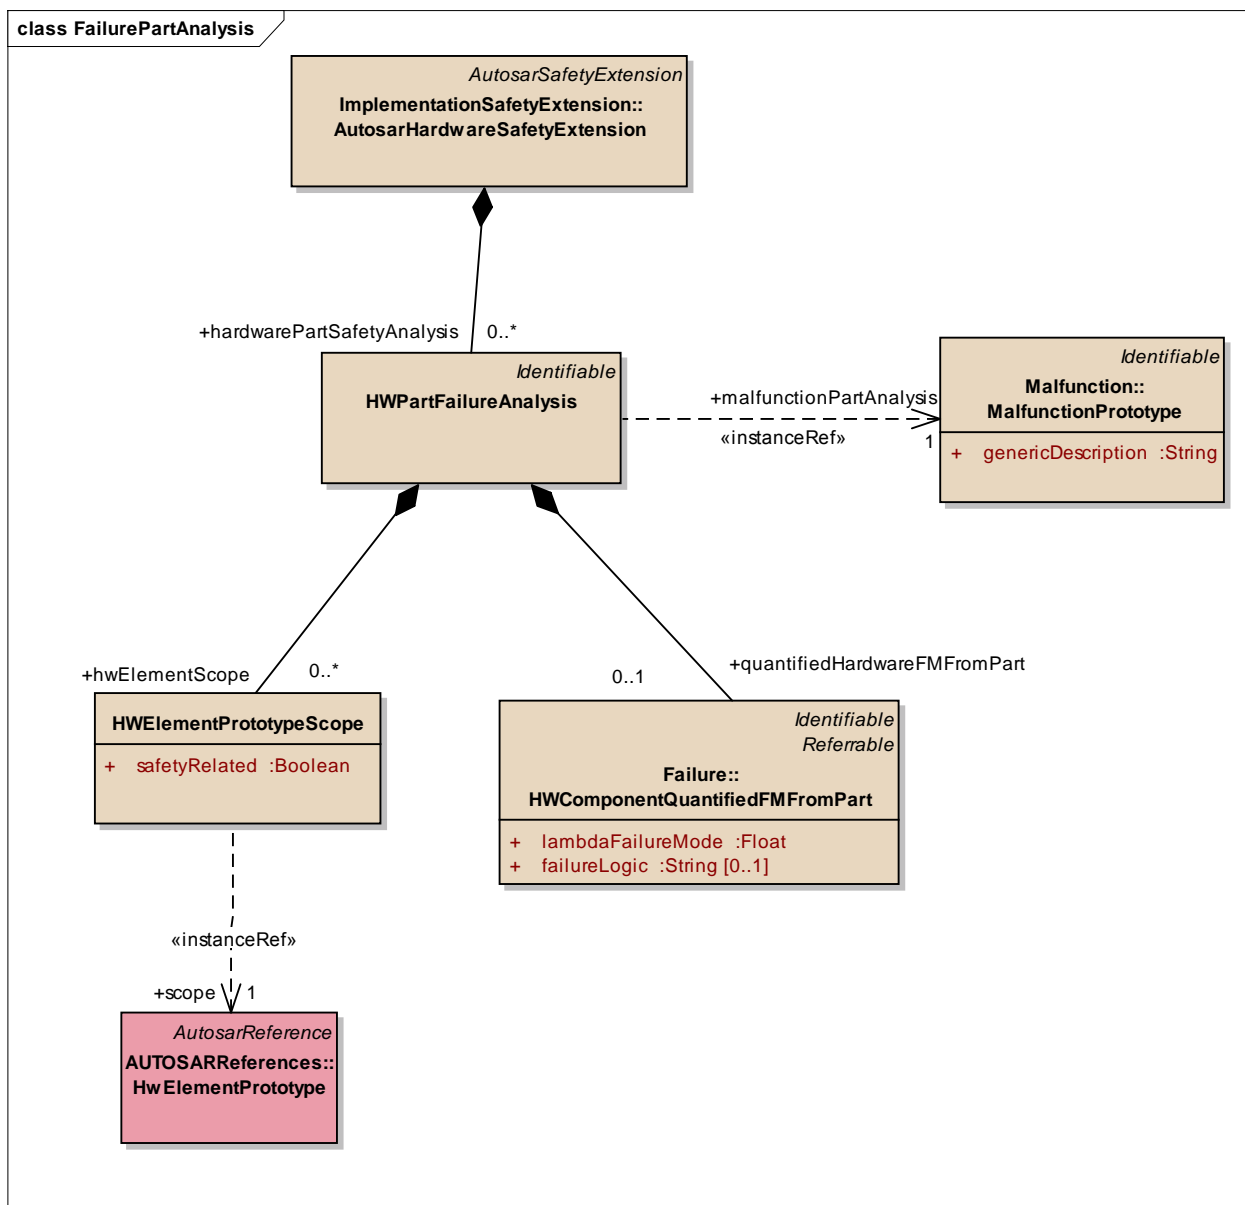 class FailurePartAnalysis
AutosarSafetyExtension
ImplementationSafetyExtension::
AutosarHardwareSafetyExtension
+hardwarePartSafetyAnalysis 0..*
Identifiable
HWPartFailureAnalysis
+malfunctionPartAnalysis
«instanceRef»
1
Identifiable
Malfunction::
MalfunctionPrototype
+ genericDescription :String
+hwElementScope 0..*
HWElementPrototypeScope
+ safetyRelated :Boolean
+quantifiedHardwareFMFromPart
0..1
Identifiable
Referrable
Failure::
HWComponentQuantifiedFMFromPart
+ lambdaFailureMode :Float
+ failureLogic :String [0..1]
«instanceRef»
+scope 1
AutosarReference
AUTOSARReferences::
HwElementPrototype